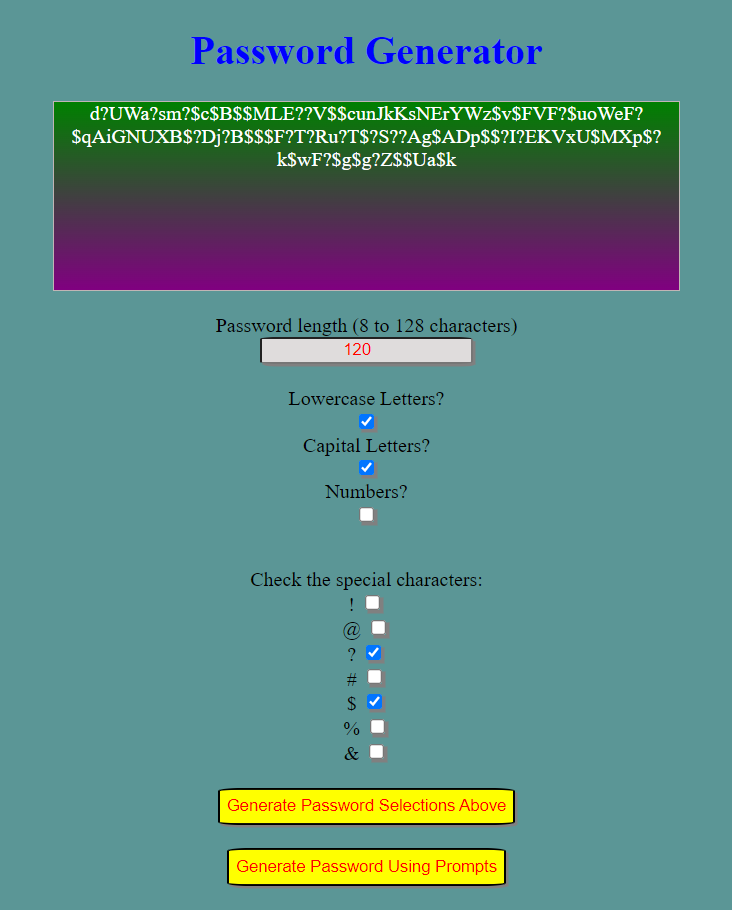 Password Generator
d?UWa?sm?$c$B$$MLE??V$$cunJkKsNErYWz$v$FVF?$uoWeF?
$qAiGNUXB$?Dj?B$$$F?T?Ru?T$?S??Ag$ADp$$?I?EKVxU$MXp$?
k$wF?$g$g?Z$$Ua$k
Password length (8 to 128 characters)
120
Lowercase Letters?
Capital Letters?
Numbers?
Check the special characters:
!
@
?
#
$
%
&
Generate Password Selections Above
Generate Password Using Prompts